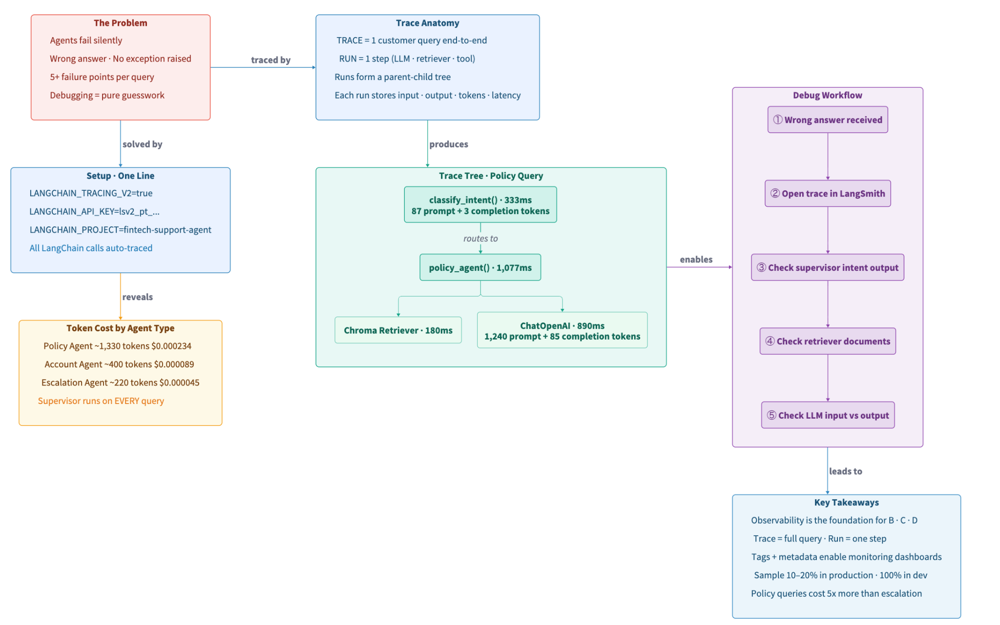 The Problem
Agents fail silently
Wrong answer · No exception raised
5+ failure points per query
Debugging = pure guesswork
traced by
Trace Anatomy
TRACE = 1 customer query end-to-end
RUN = 1 step (LLM · retriever · tool)
Runs form a parent-child tree
Each run stores input · output · tokens · latency
solved by
produces
Setup · One Line
LANGCHAIN_TRACING_V2=true
LANGCHAIN_API_KEY=lsv2_pt_...
LANGCHAIN_PROJECT=fintech-support-agent
All LangChain calls auto-traced
reveals
Token Cost by Agent Type
Policy Agent ~1,330 tokens $0.000234
Account Agent ~400 tokens $0.000089
Escalation Agent ~220 tokens $0.000045
Supervisor runs on EVERY query
Trace Tree · Policy Query
classify_intent() · 333ms
87 prompt + 3 completion tokens
routes to
policy_agent() · 1,077ms
Chroma Retriever · 180ms
ChatOpenAI · 890ms
1,240 prompt + 85 completion tokens
enables
Debug Workflow
① Wrong answer received
② Open trace in LangSmith
③ Check supervisor intent output
④ Check retriever documents
⑤ Check LLM input vs output
leads to
Key Takeaways
Observability is the foundation for B · C · D
Trace = full query · Run = one step
Tags + metadata enable monitoring dashboards
Sample 10–20% in production · 100% in dev
Policy queries cost 5x more than escalation